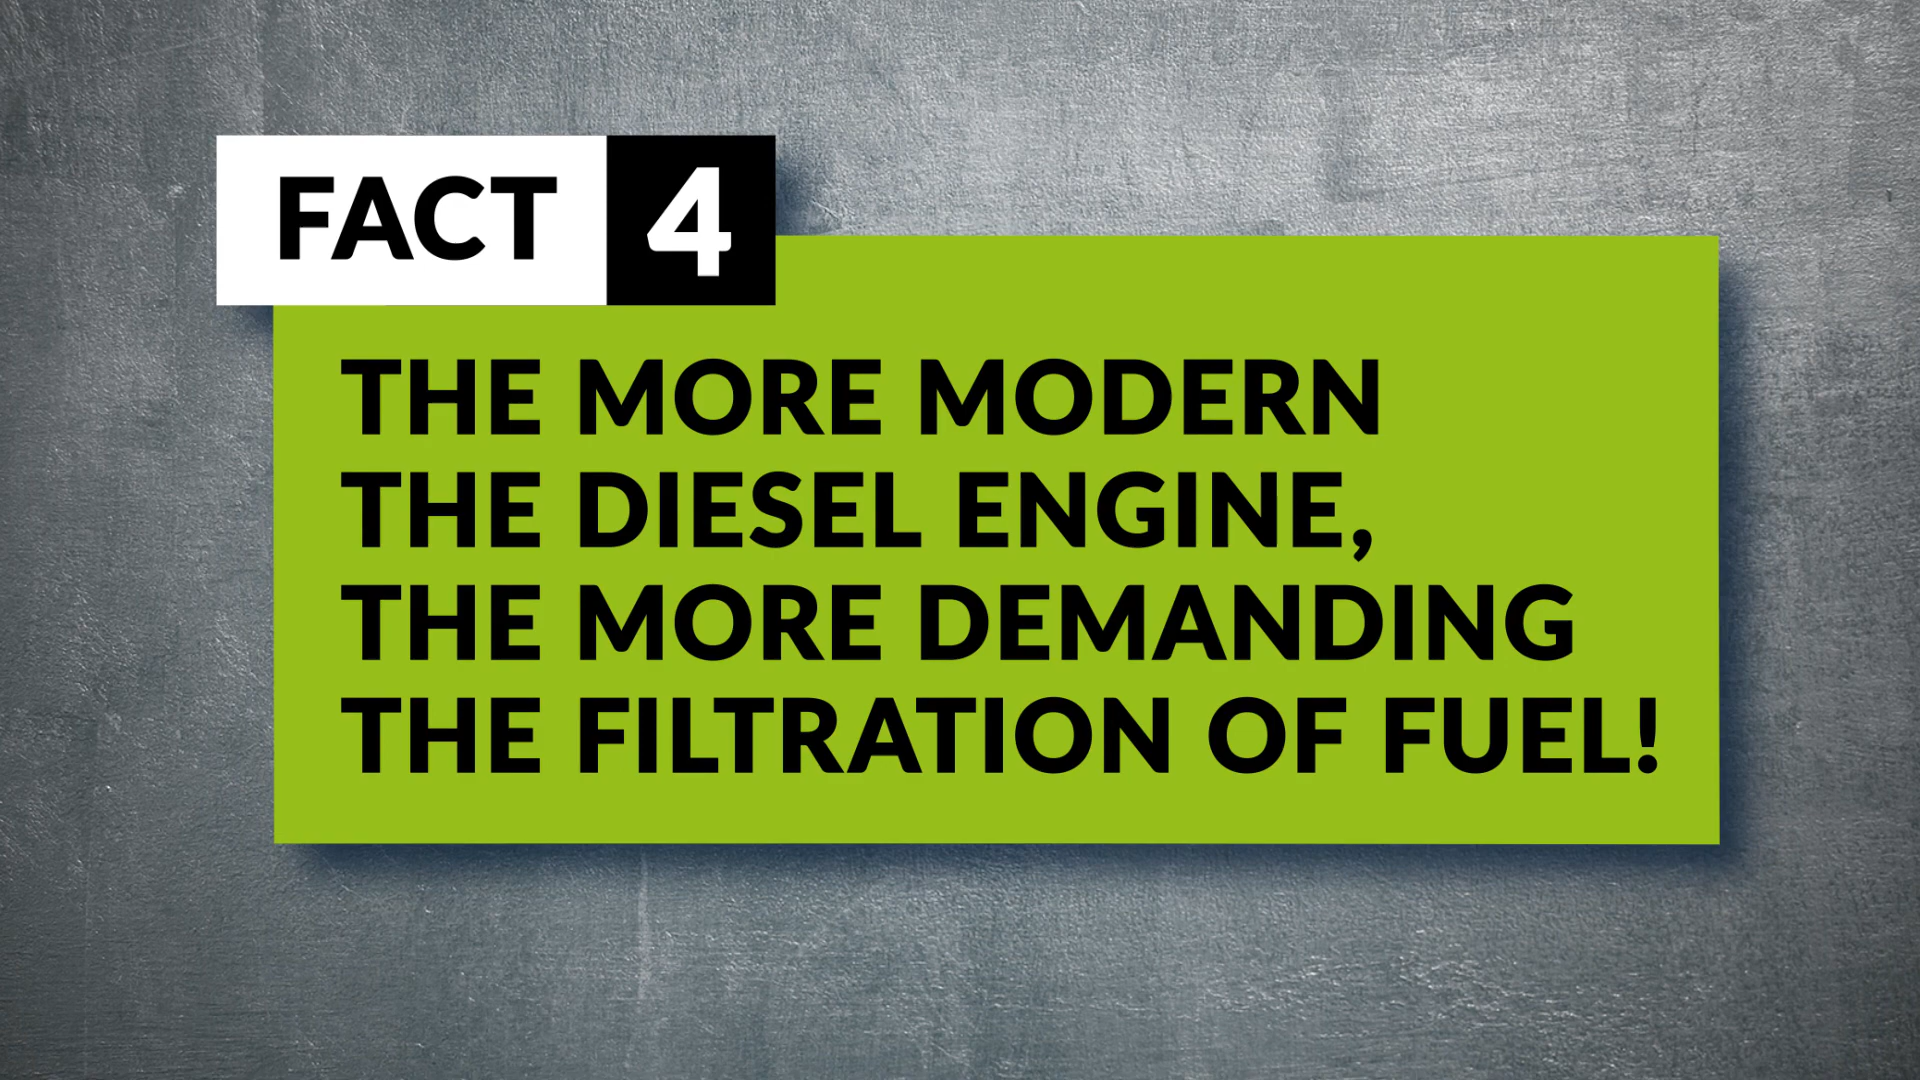 FACT 4
THE MORE MODERN
THE DIESEL ENGINE,
THE MORE DEMANDING
THE FILTRATION OF FUEL!